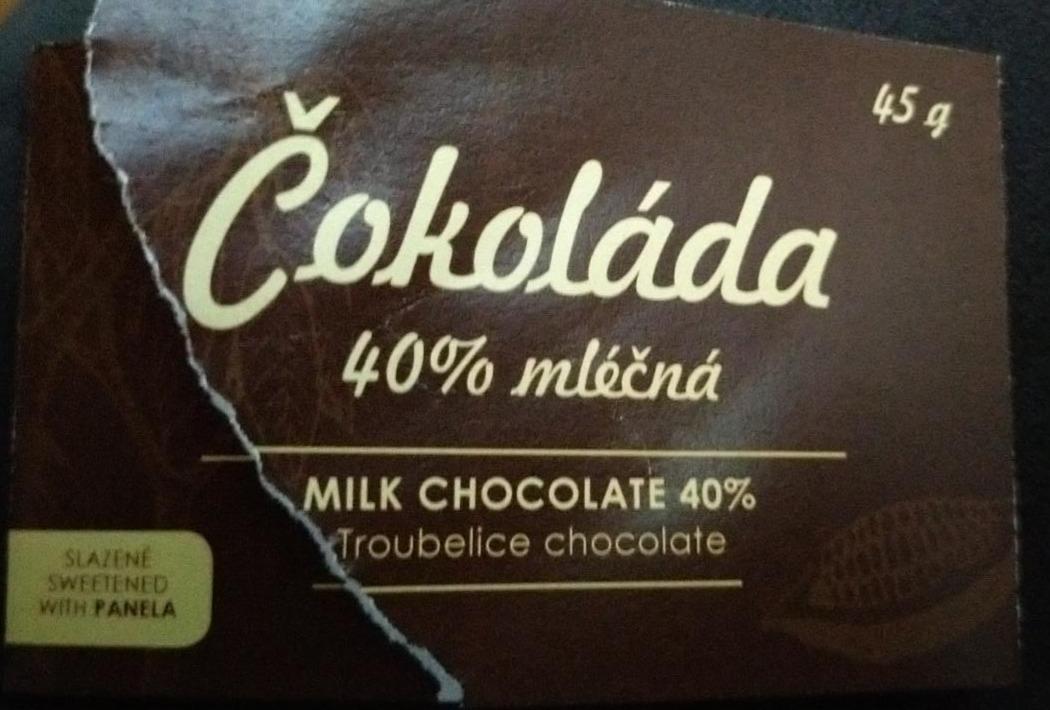 45 g
Čokoláda
40% mléčná
MILK CHOCOLATE 40%
Troubelice chocolate
SLAZENÉ
SWEETENED
WITH PANELA